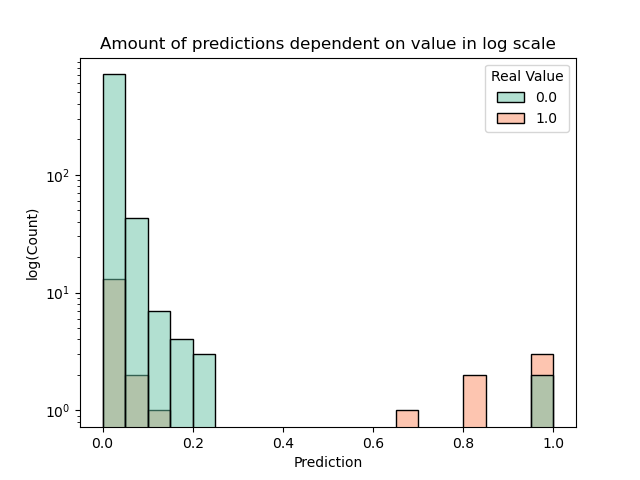 Amount of predictions dependent on value in log scale
Real Value
0.0
1.0
log(Count)
10²
10¹
10⁰
0.0 0.2 0.4 0.6 0.8 1.0
Prediction